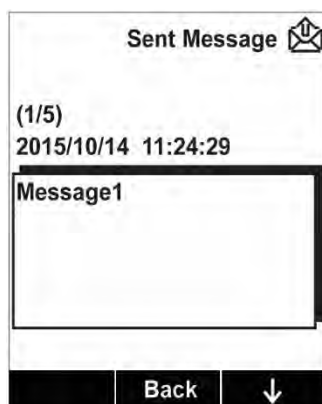 Sent Message
(1/5)
2015/10/14 11:24:29
Message1
Back ↓